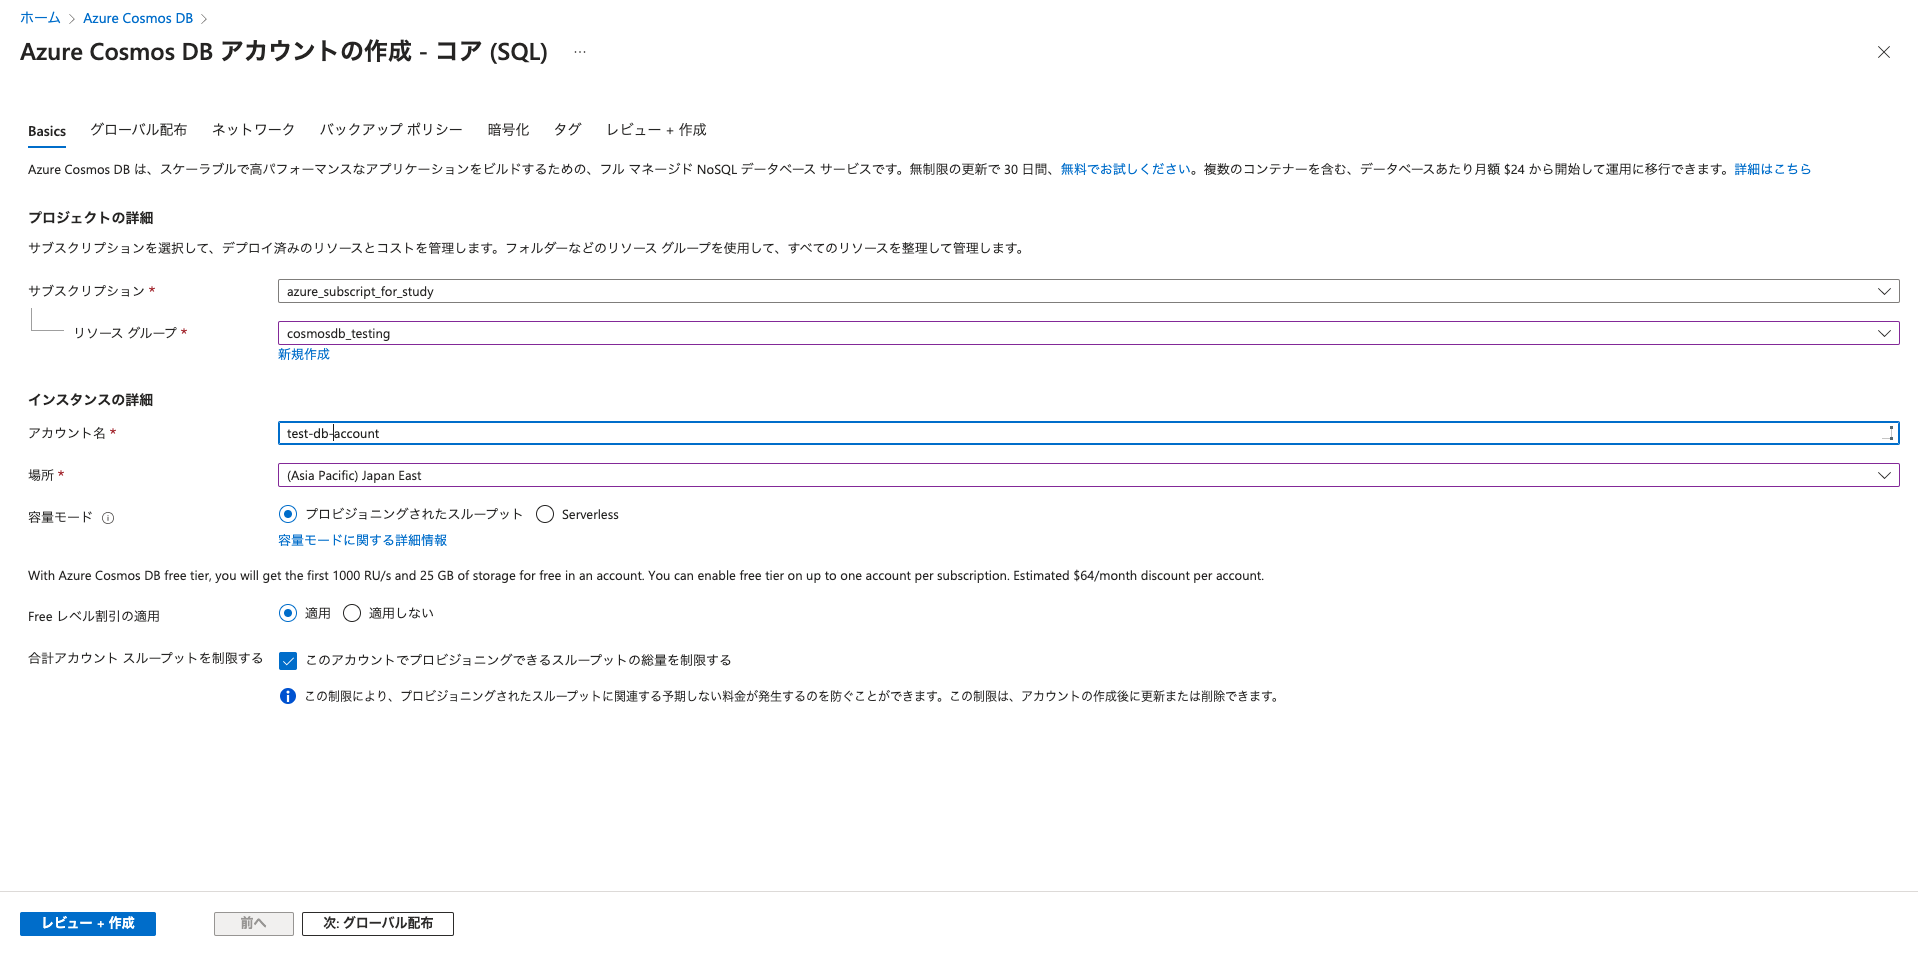 ホーム > Azure Cosmos DB >
Azure Cosmos DB アカウントの作成 - コア (SQL) ...
Basics グローバル配布 ネットワーク バックアップ ポリシー 暗号化 タグ レビュー + 作成
Azure Cosmos DB は、スケーラブルで高パフォーマンスなアプリケーションをビルドするための、フル マネージド NoSQL データベース サービスです。無制限の更新で 30 日間、無料でお試しください。複数のコンテナーを含む、データベースあたり月額 $24 から開始して運用に移行できます。詳細はこちら
プロジェクトの詳細
サブスクリプションを選択して、デプロイ済みのリソースとコストを管理します。フォルダーなどのリソース グループを使用して、すべてのリソースを整理して管理します。
サブスクリプション * azure_subscript_for_study
リソース グループ * cosmosdb_testing
新規作成
インスタンスの詳細
アカウント名 * test-db-account
場所 * (Asia Pacific) Japan East
容量モード プロビジョニングされたスループット Serverless
容量モードに関する詳細情報
With Azure Cosmos DB free tier, you will get the first 1000 RU/s and 25 GB of storage for free in an account. You can enable free tier on up to one account per subscription. Estimated $64/month discount per account.
Free レベル割引の適用 適用 適用しない
合計アカウント スループットを制限する このアカウントでプロビジョニングできるスループットの総量を制限する
この制限により、プロビジョニングされたスループットに関連する予期しない料金が発生するのを防ぐことができます。この制限は、アカウントの作成後に更新または削除できます。
レビュー + 作成 前へ 次: グローバル配布